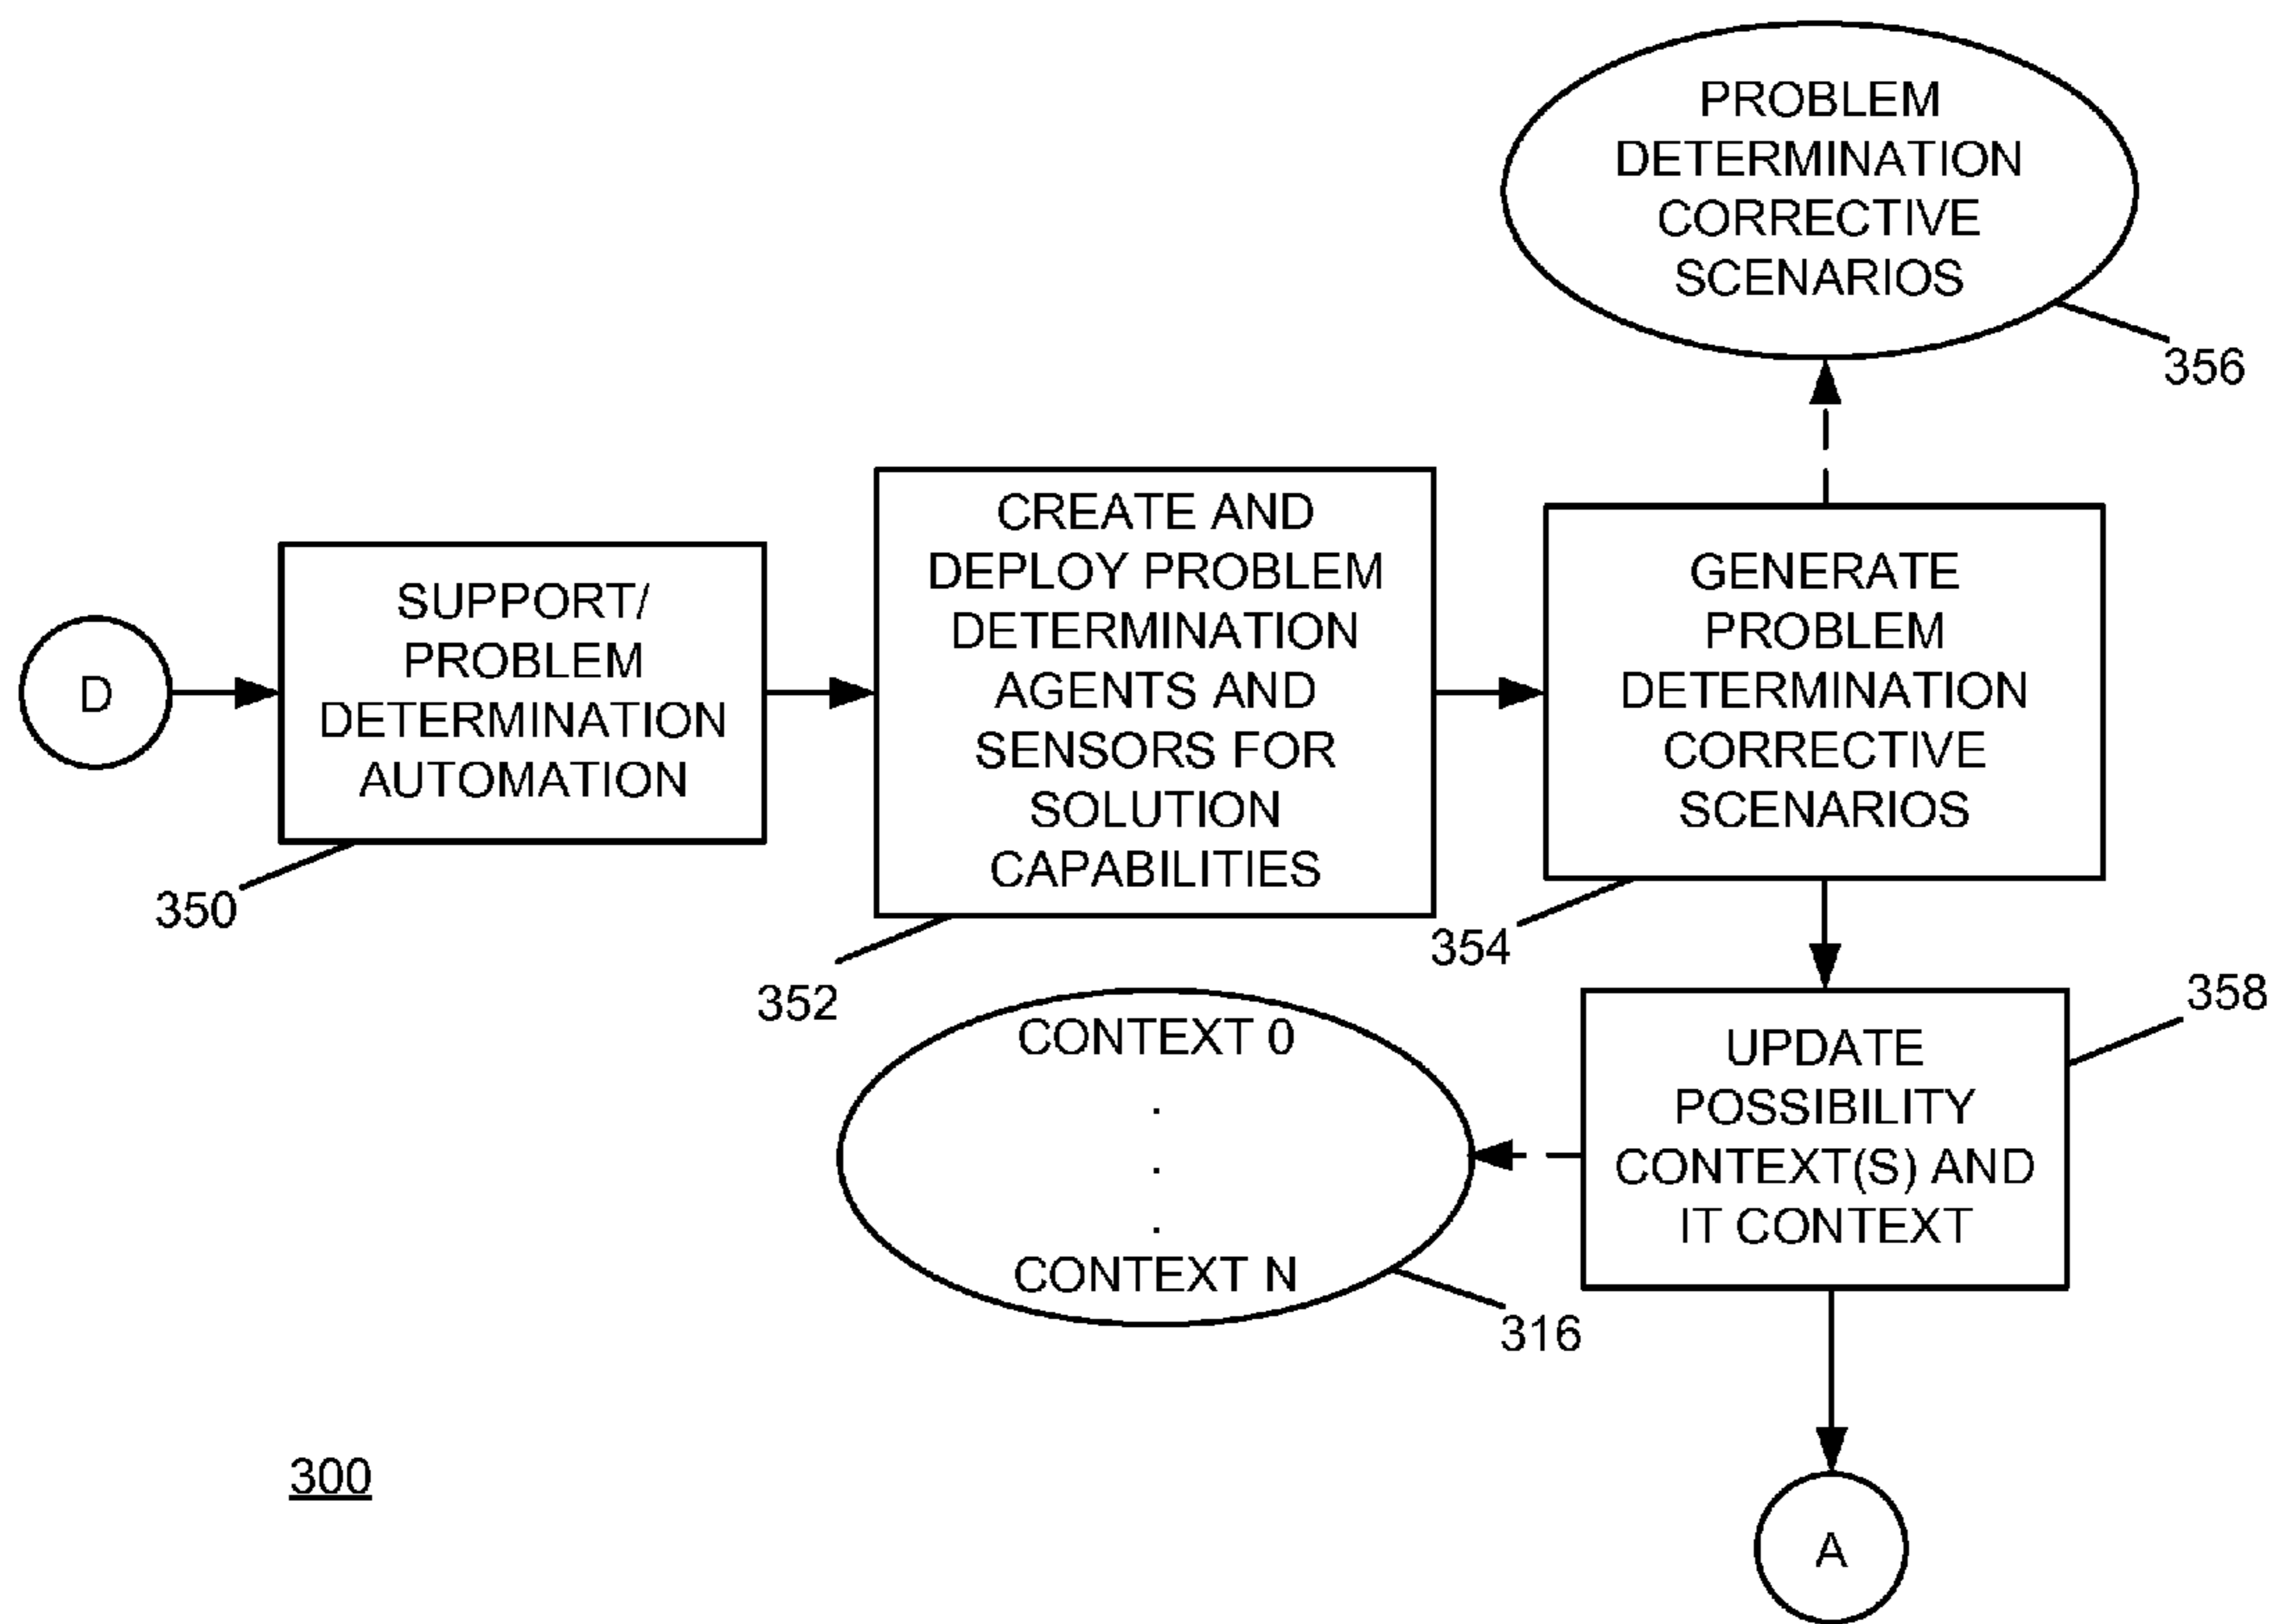 PROBLEM
DETERMINATION
CORRECTIVE
SCENARIOS
356
D
SUPPORT/
PROBLEM
DETERMINATION
AUTOMATION
350
CREATE AND
DEPLOY PROBLEM
DETERMINATION
AGENTS AND
SENSORS FOR
SOLUTION
CAPABILITIES
352
GENERATE
PROBLEM
DETERMINATION
CORRECTIVE
SCENARIOS
354
UPDATE
POSSIBILITY
CONTEXT(S) AND
IT CONTEXT
358
CONTEXT 0
.
.
.
CONTEXT N
316
A
300